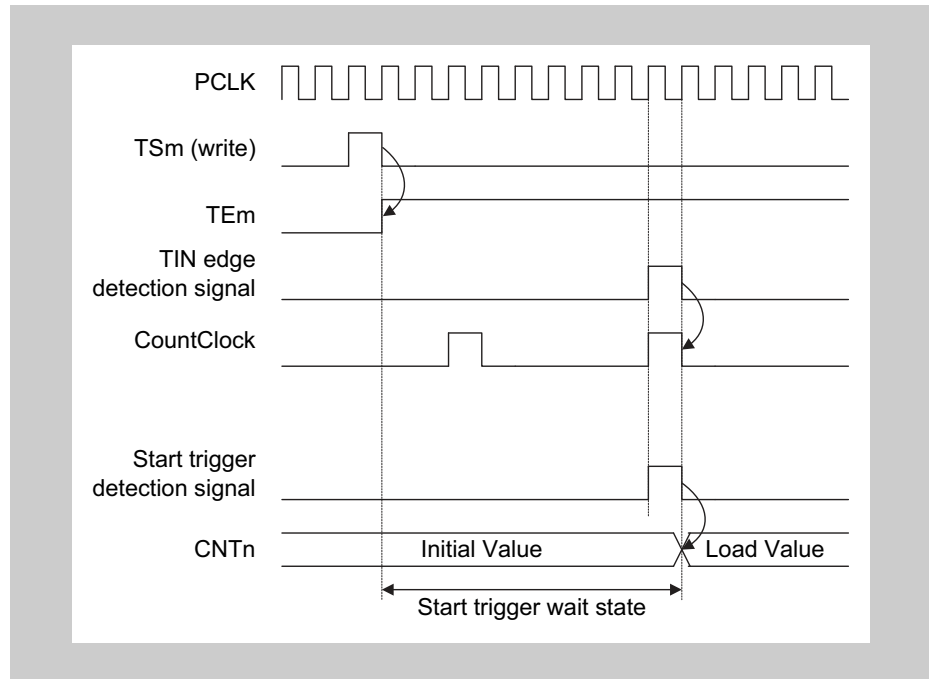 PCLK
TSm (write)
TEm
TIN edge
detection signal
CountClock
Start trigger
detection signal
CNTn
Initial Value
Load Value
Start trigger wait state